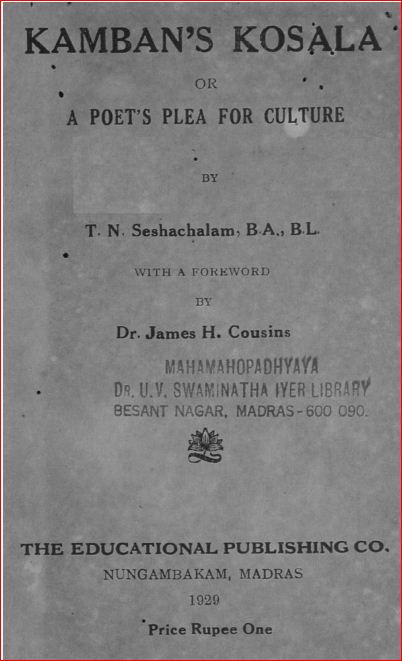 KAMBAN'S KOSALA
OR
A POET'S PLEA FOR CULTURE
BY
T. N. Seshachalam, B.A., B.L.
WITH A FOREWORD
BY
Dr. James H. Cousins
MAHAMAHOPADHYAYA
DR. U.V. SWAMINATHA IYER LIBRARY
BESANT NAGAR, MADRAS-600 090.
THE EDUCATIONAL PUBLISHING CO.
NUNGAMBAKAM, MADRAS
1929
Price Rupee One